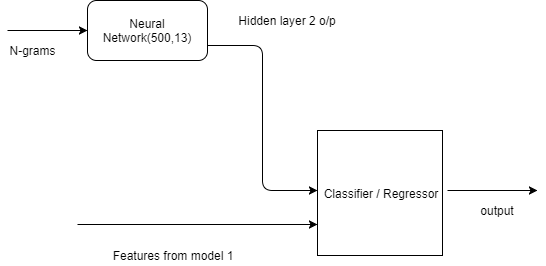 Neural
Network(500,13)
Hidden layer 2 o/p
N-grams
Classifier / Regressor
output
Features from model 1